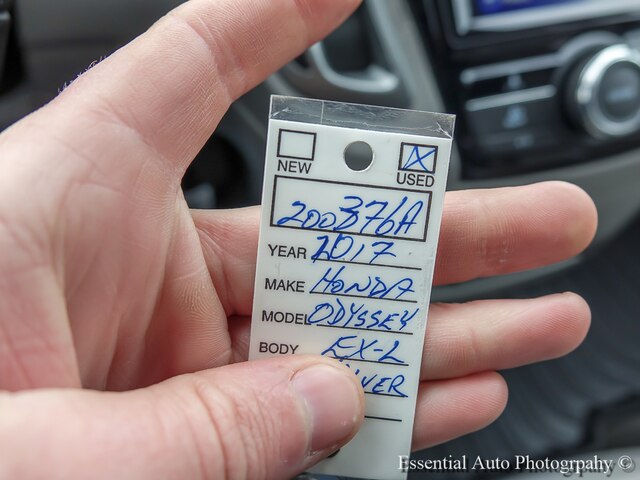 NEW USED
200376A
YEAR 2017
MAKE HONDA
MODEL ODYSSEY
BODY EX-L
Essential Auto Photogrpahy ©